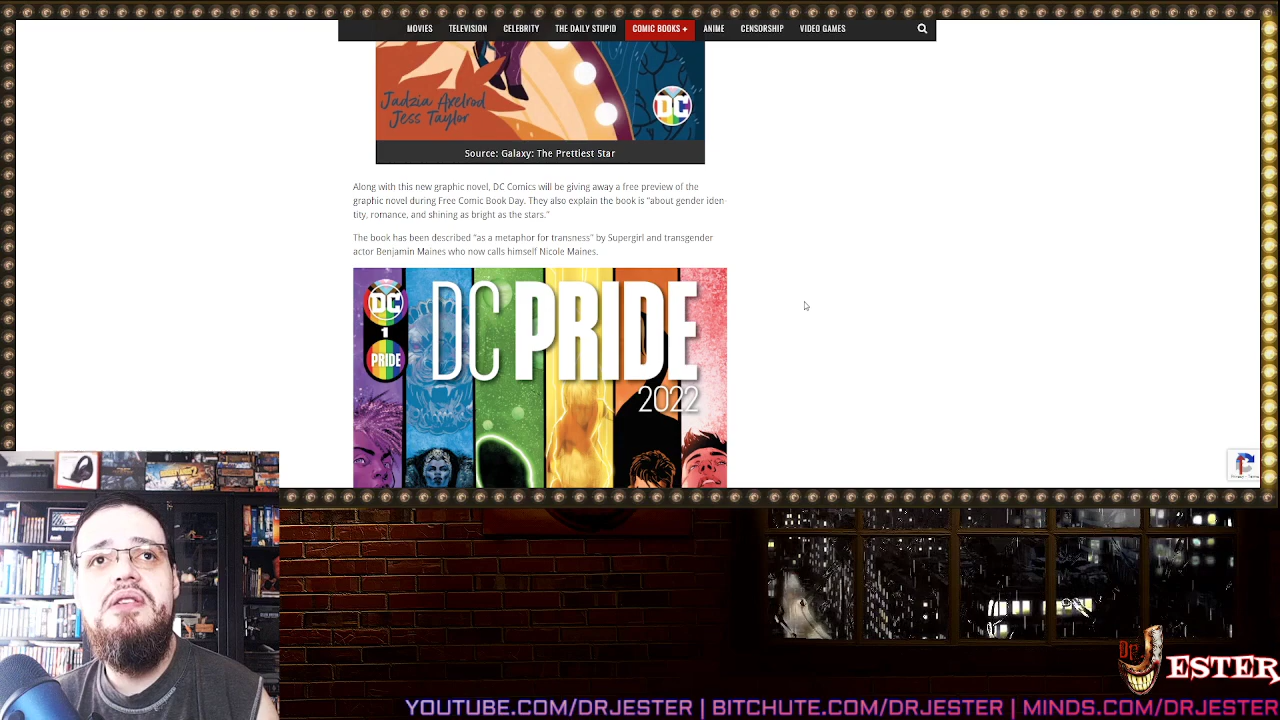 MOVIES TELEVISION CELEBRITY THE DAILY STUPID COMIC BOOKS + ANIME CENSORSHIP VIDEO GAMES
Jadzia Axelrod
Jess Taylor
DC
Source: Galaxy: The Prettiest Star
Along with this new graphic novel, DC Comics will be giving away a free preview of the
graphic novel during Free Comic Book Day. They also explain the book is “about gender iden
tity, romance, and shining as bright as the stars.”
The book has been described “as a metaphor for transness” by Supergirl and transgender
actor Benjamin Maines who now calls himself Nicole Maines.
DC
1
PRIDE
DC PRIDE
2022
Dr.
JESTER
YOUTUBE.COM/DRJESTER | BITCHUTE.COM/DRJESTER | MINDS.COM/DRJESTER